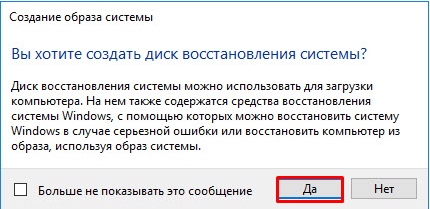 Создание образа системы
Вы хотите создать диск восстановления системы?
Диск восстановления системы можно использовать для загрузки
компьютера. На нем также содержатся средства восстановления
системы Windows, с помощью которых можно восстановить систему
Windows в случае серьезной ошибки или восстановить компьютер из
образа, используя образ системы.
Больше не показывать это сообщение
Да
Нет